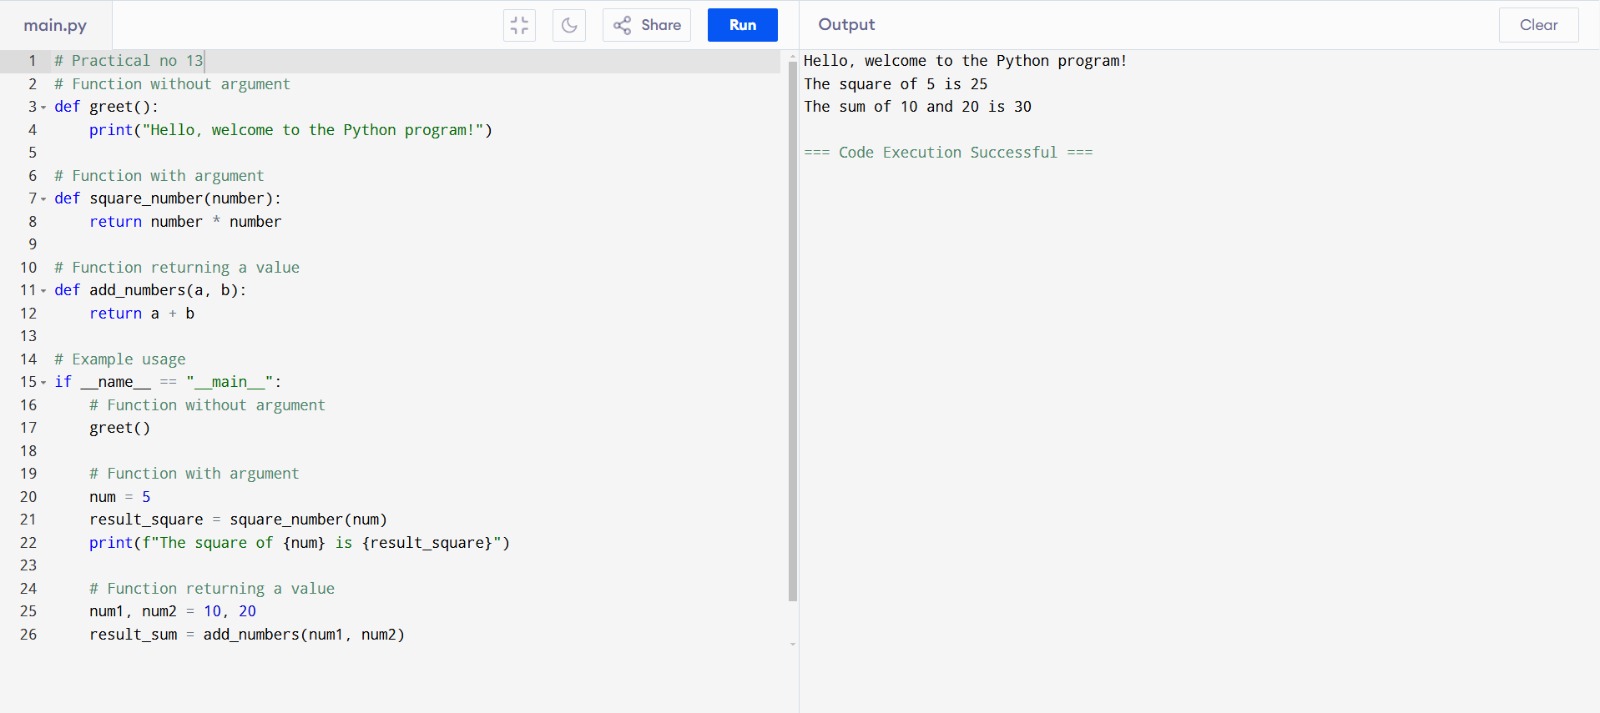 main.py
Share
Run
Output
Clear
1 # Practical no 13
2 # Function without argument
3 def greet():
4     print("Hello, welcome to the Python program!")
5
6 # Function with argument
7 def square_number(number):
8     return number * number
9
10 # Function returning a value
11 def add_numbers(a, b):
12     return a + b
13
14 # Example usage
15 if __name__ == "__main__":
16     # Function without argument
17     greet()
18
19     # Function with argument
20     num = 5
21     result_square = square_number(num)
22     print(f"The square of {num} is {result_square}")
23
24     # Function returning a value
25     num1, num2 = 10, 20
26     result_sum = add_numbers(num1, num2)
Hello, welcome to the Python program!
The square of 5 is 25
The sum of 10 and 20 is 30
=== Code Execution Successful ===